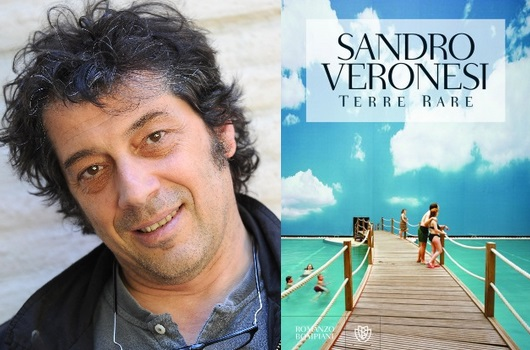 SANDRO
VERONESI
TERRE RARE
ROMANZO
BOMPIANI